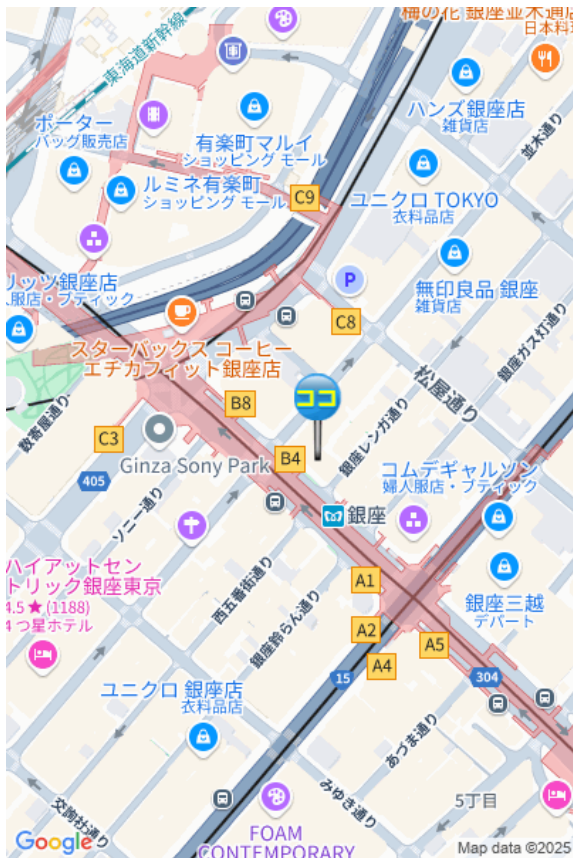 梅の花 銀座並木通店
日本料理
東海道新幹線
ポーター
バッグ販売店
有楽町マルイ
ショッピング モール
ハンズ銀座店
雑貨店
並木通り
ルミネ有楽町
ショッピング モール
C9
ユニクロ TOKYO
衣料品店
リッツ銀座店
人服店・ブティック
P
無印良品 銀座
雑貨店
C8
銀座ガス灯通り
スターバックス コーヒー
エチカフィット銀座店
松屋通り
B8
ココ
数寄屋通り
C3
Ginza Sony Park
B4
銀座レンガ通り
405
コムデギャルソン
婦人服店・ブティック
ソニー通り
銀座
ハイアットセン
トリック銀座東京
4.5★(1188)
4 つ星ホテル
西五番街通り
A1
銀座三越
デパート
銀座鈴らん通り
A2
A5
A4
15
304
ユニクロ 銀座店
衣料品店
あづま通り
みゆき通り
5丁目
交詢社通り
FOAM
CONTEMPORARY
Google
Map data ©2025